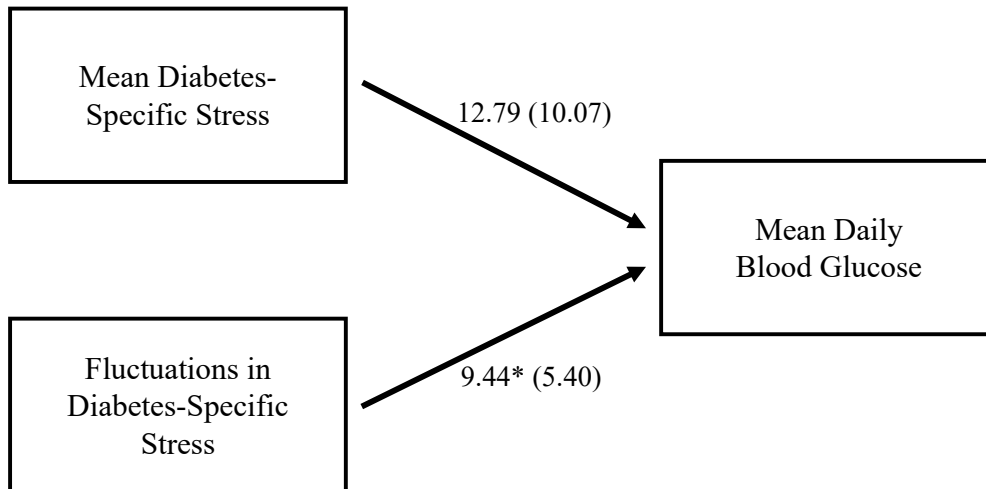 Mean Diabetes-
Specific Stress
12.79 (10.07)
Mean Daily
Blood Glucose
Fluctuations in
Diabetes-Specific
Stress
9.44* (5.40)